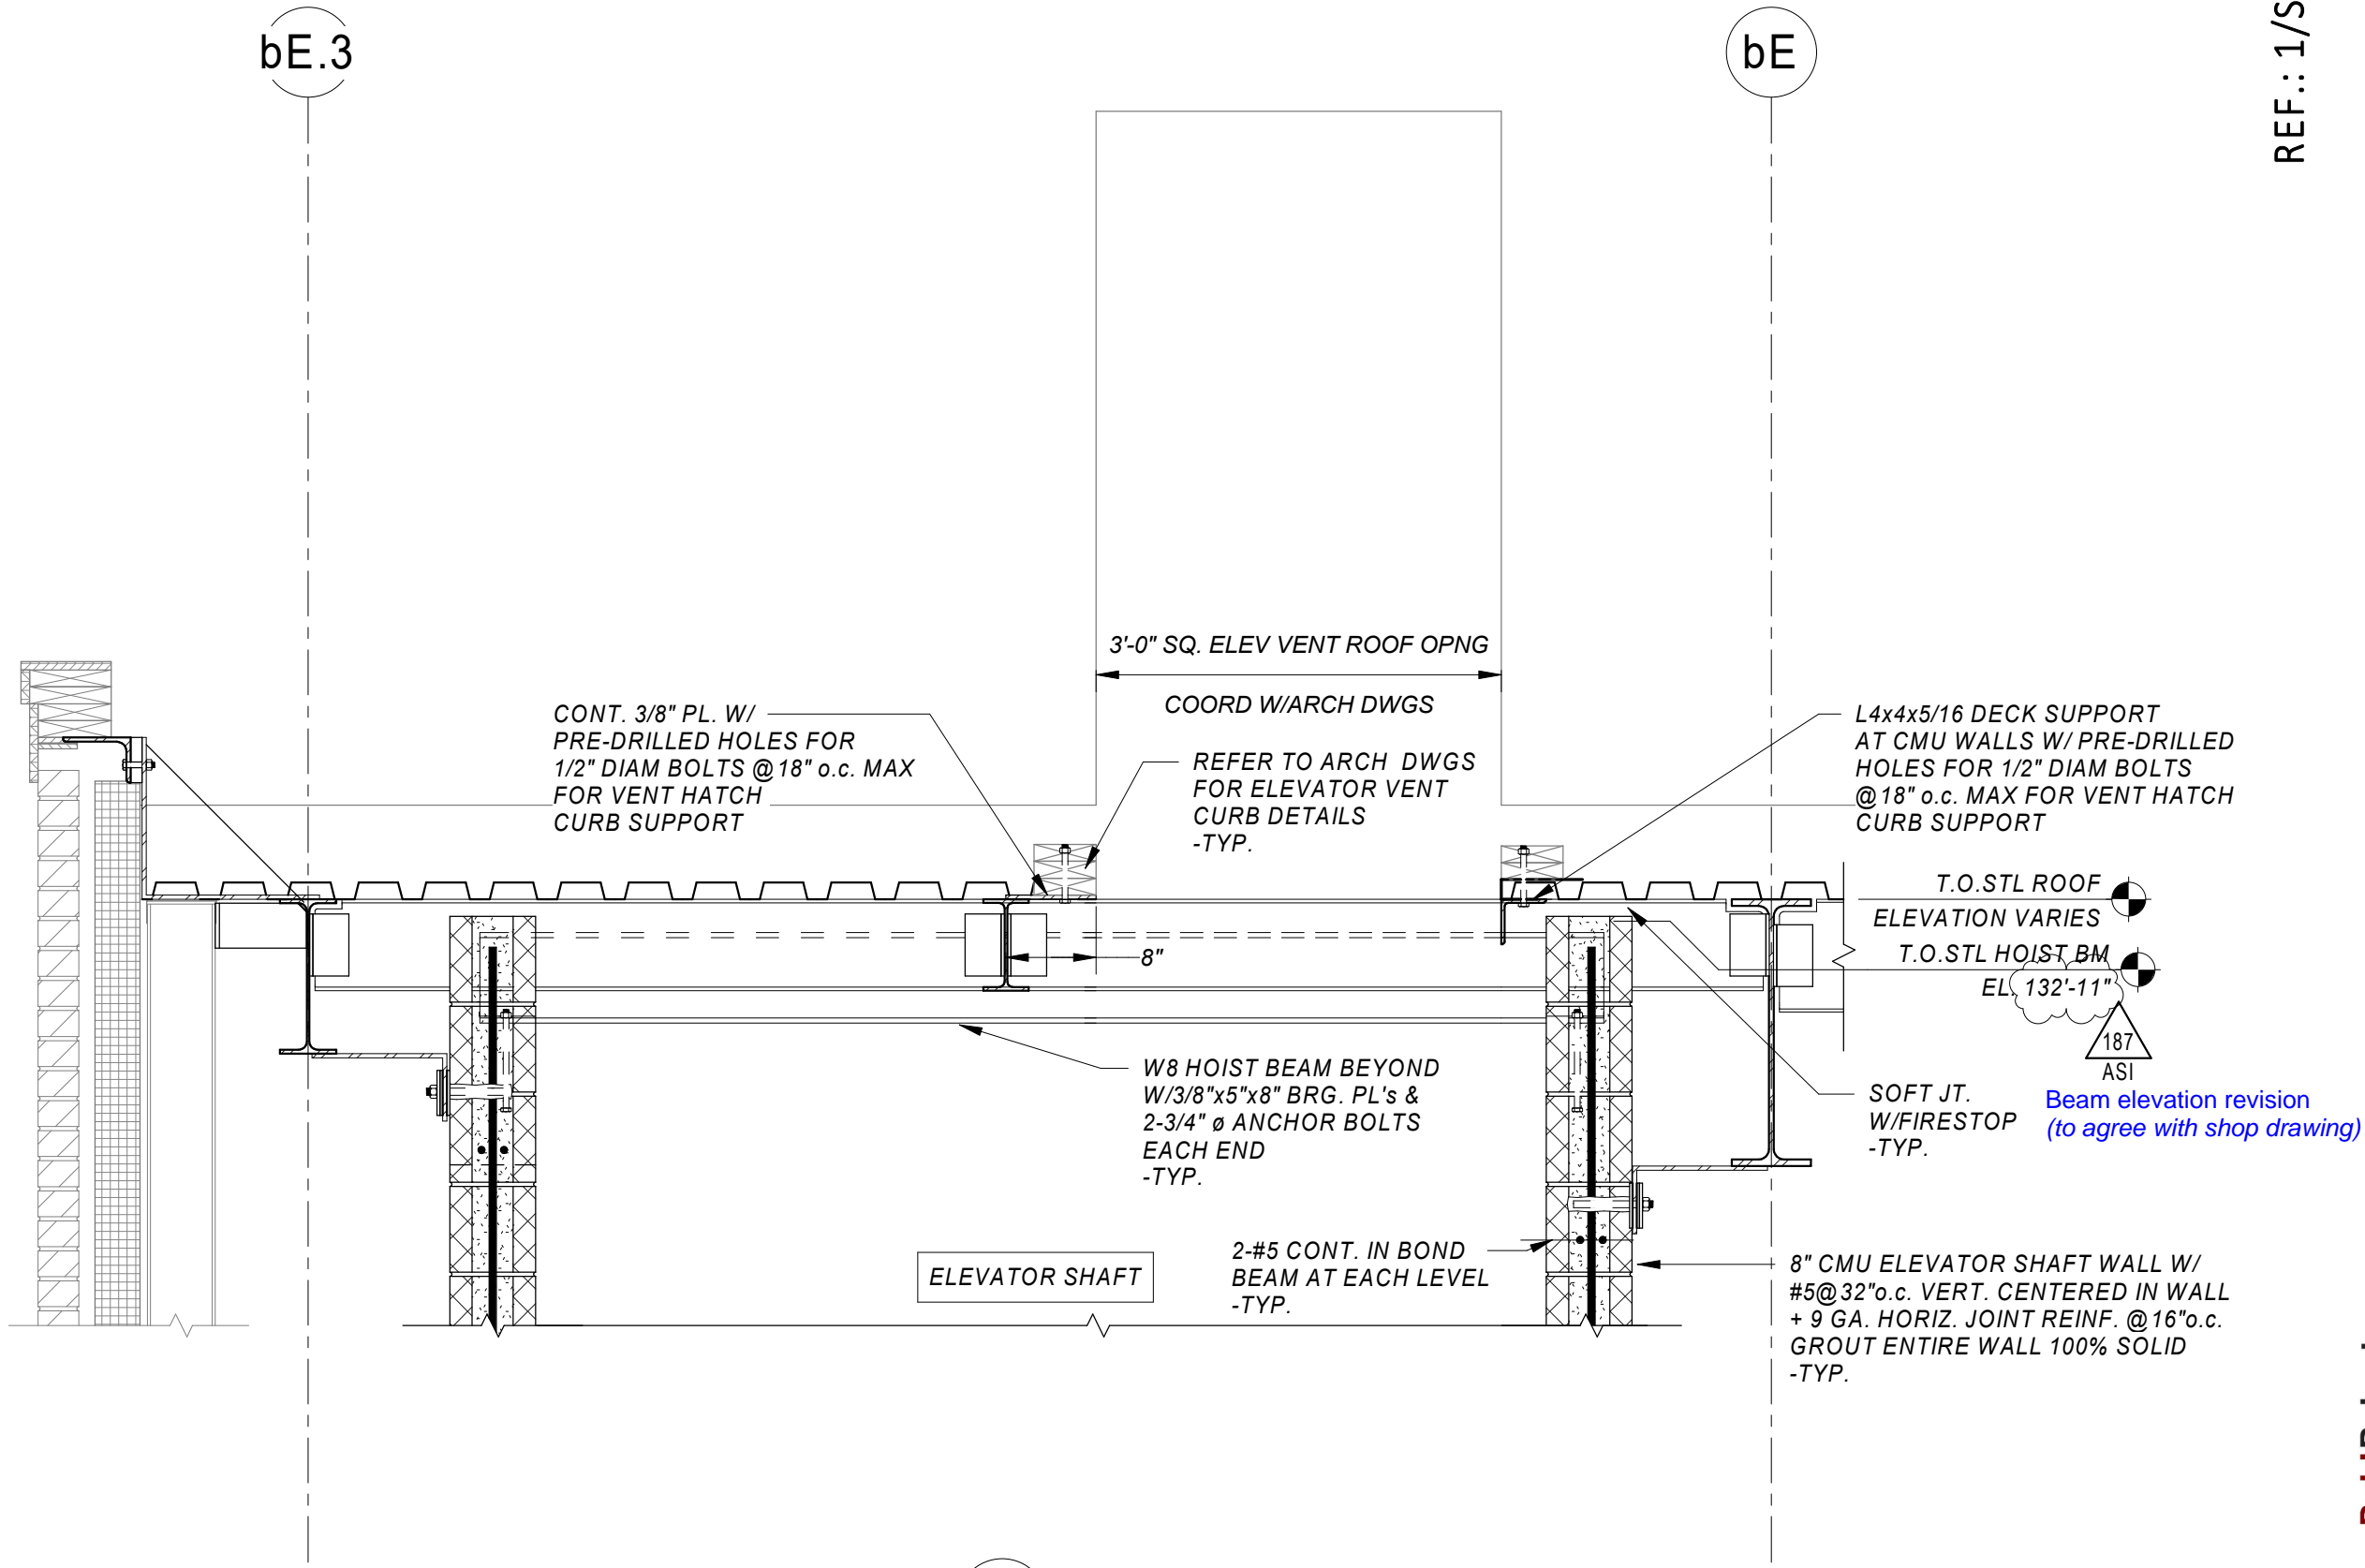 bE.3
bE
REF.: 1/S
3'-0" SQ. ELEV VENT ROOF OPNG
COORD W/ARCH DWGS
CONT. 3/8" PL. W/
PRE-DRILLED HOLES FOR
1/2" DIAM BOLTS @18" o.c. MAX
FOR VENT HATCH
CURB SUPPORT
REFER TO ARCH DWGS
FOR ELEVATOR VENT
CURB DETAILS
-TYP.
L4x4x5/16 DECK SUPPORT
AT CMU WALLS W/ PRE-DRILLED
HOLES FOR 1/2" DIAM BOLTS
@18" o.c. MAX FOR VENT HATCH
CURB SUPPORT
T.O.STL ROOF
ELEVATION VARIES
T.O.STL HOIST BM
EL. 132'-11"
187
ASI
Beam elevation revision
(to agree with shop drawing)
8"
W8 HOIST BEAM BEYOND
W/3/8"x5"x8" BRG. PL's &
2-3/4" ø ANCHOR BOLTS
EACH END
-TYP.
SOFT JT.
W/FIRESTOP
-TYP.
ELEVATOR SHAFT
2-#5 CONT. IN BOND
BEAM AT EACH LEVEL
-TYP.
8" CMU ELEVATOR SHAFT WALL W/
#5@32"o.c. VERT. CENTERED IN WALL
+ 9 GA. HORIZ. JOINT REINF. @16"o.c.
GROUT ENTIRE WALL 100% SOLID
-TYP.